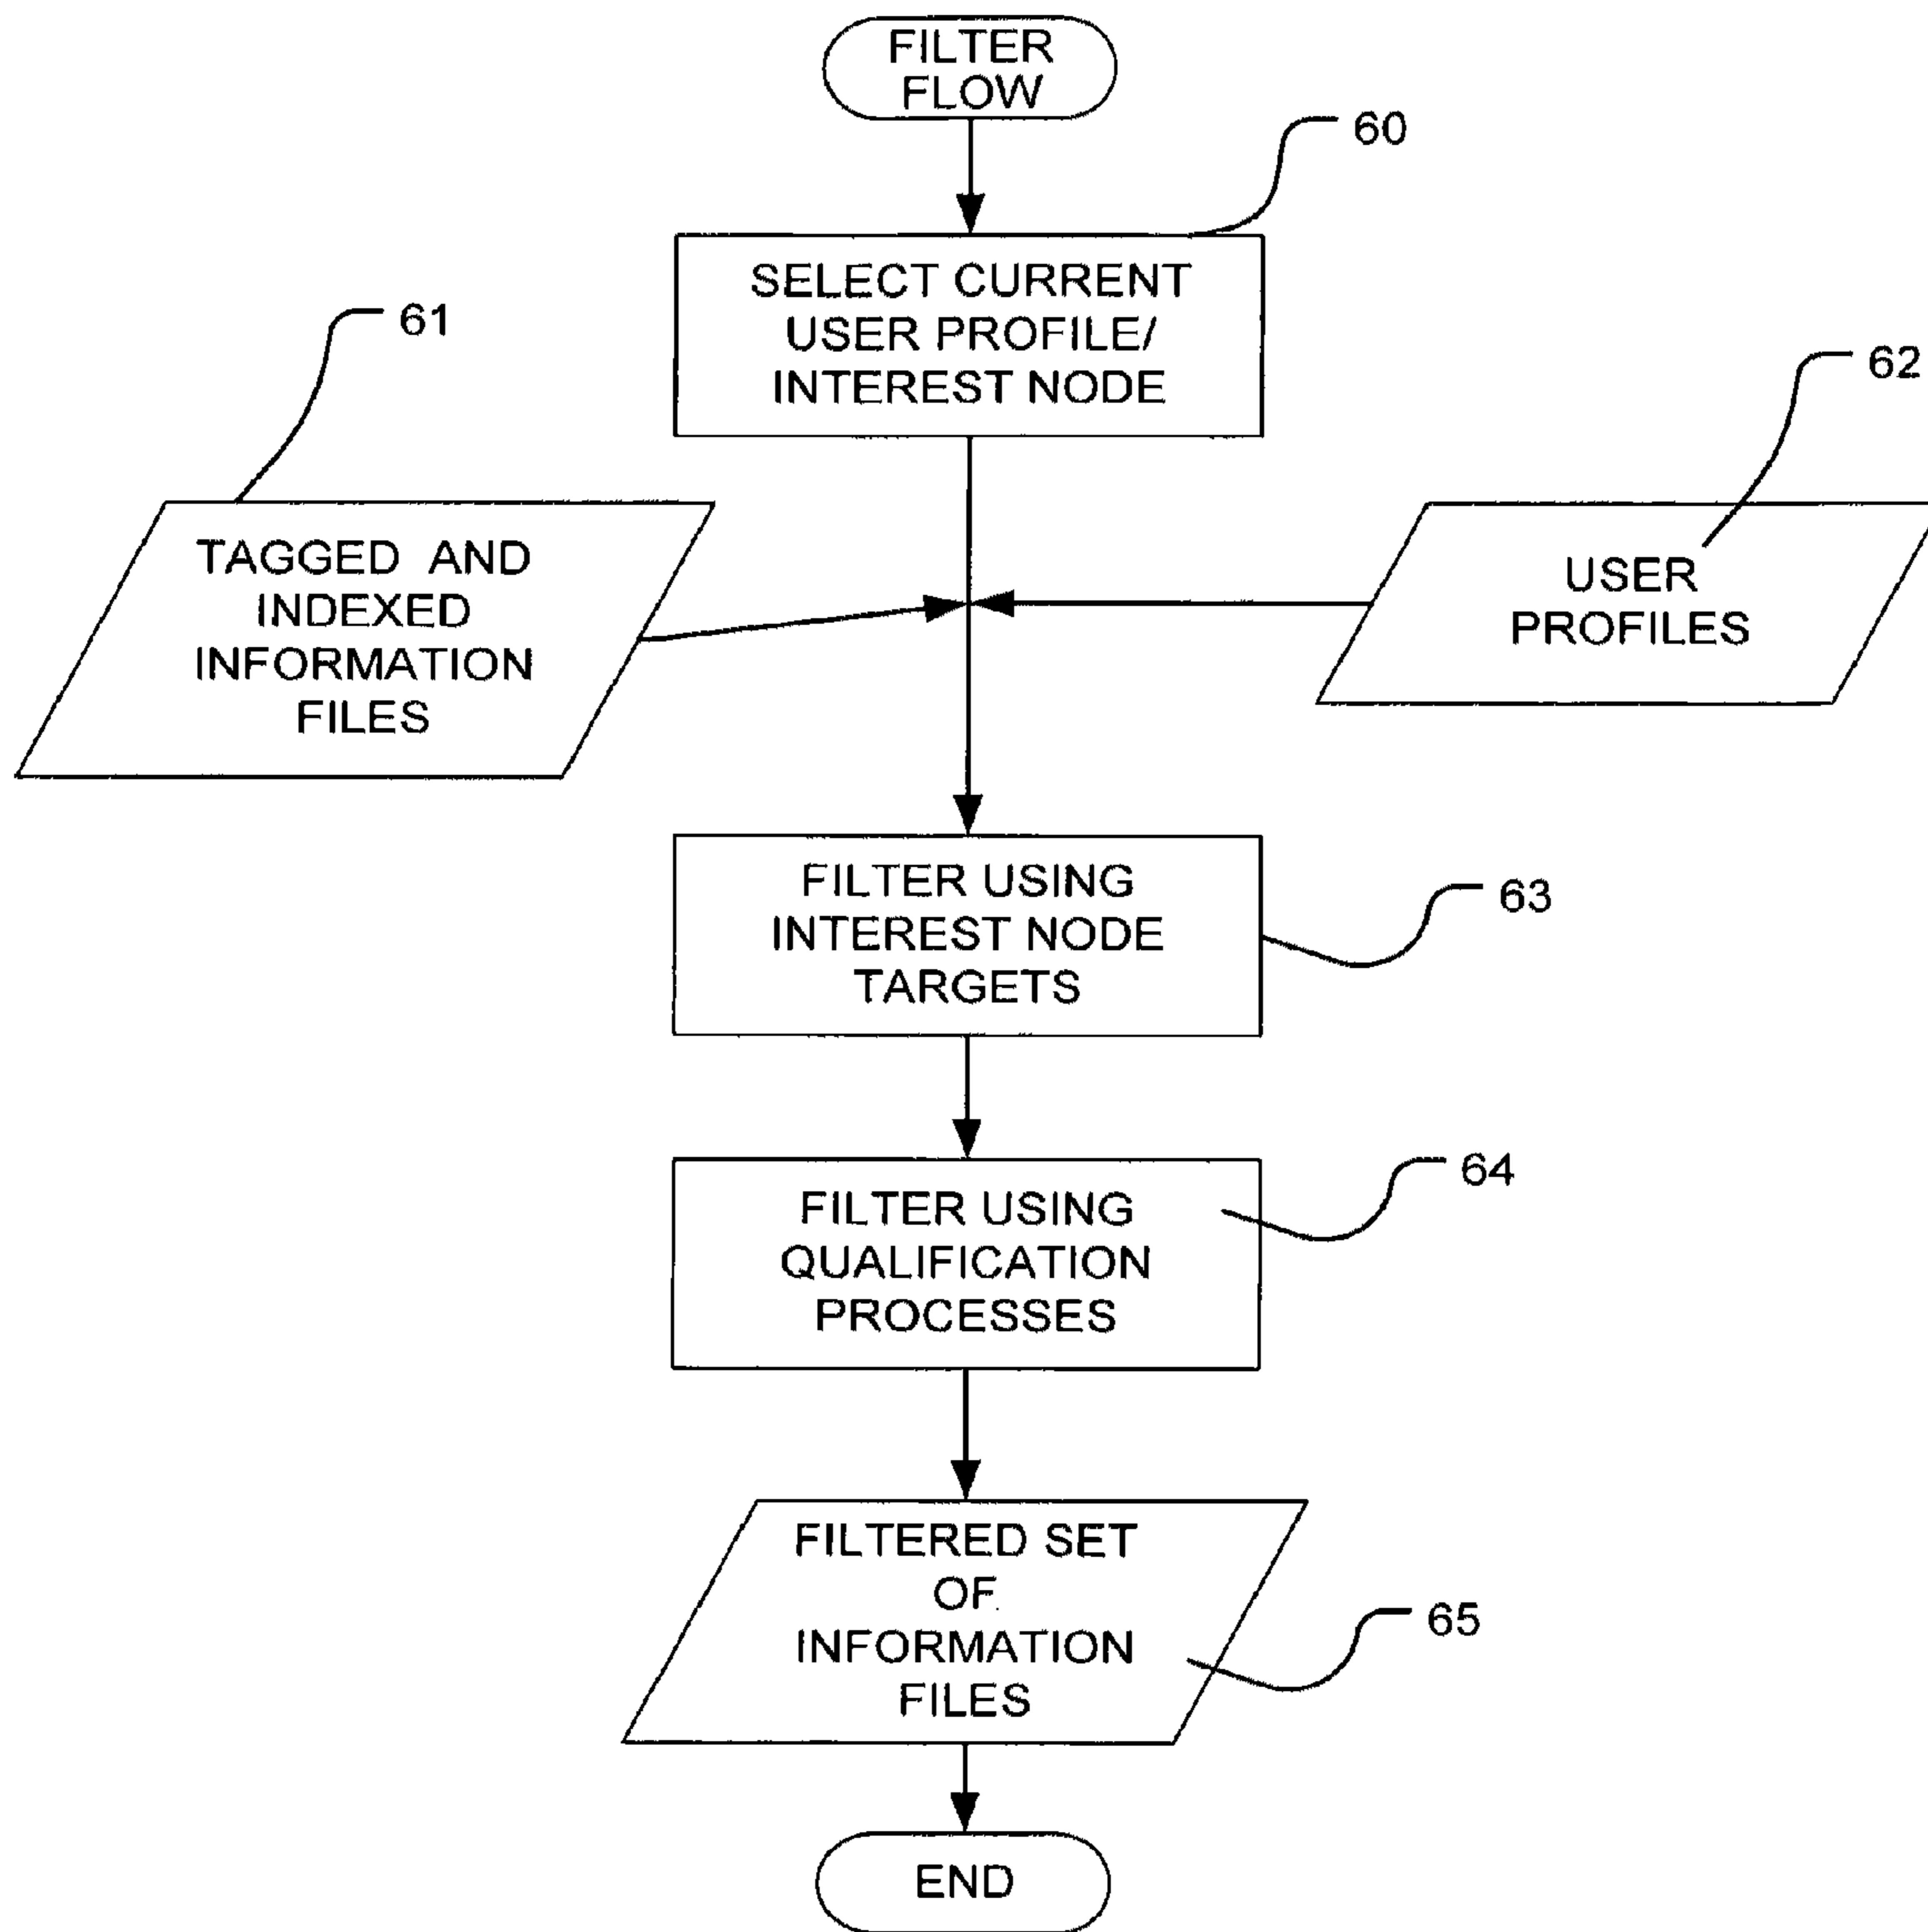 FILTER
FLOW
60
SELECT CURRENT
USER PROFILE/
INTEREST NODE
61
62
TAGGED AND
INDEXED
INFORMATION
FILES
USER
PROFILES
FILTER USING
INTEREST NODE
TARGETS
63
FILTER USING
QUALIFICATION
PROCESSES
64
FILTERED SET
OF
INFORMATION
FILES
65
END